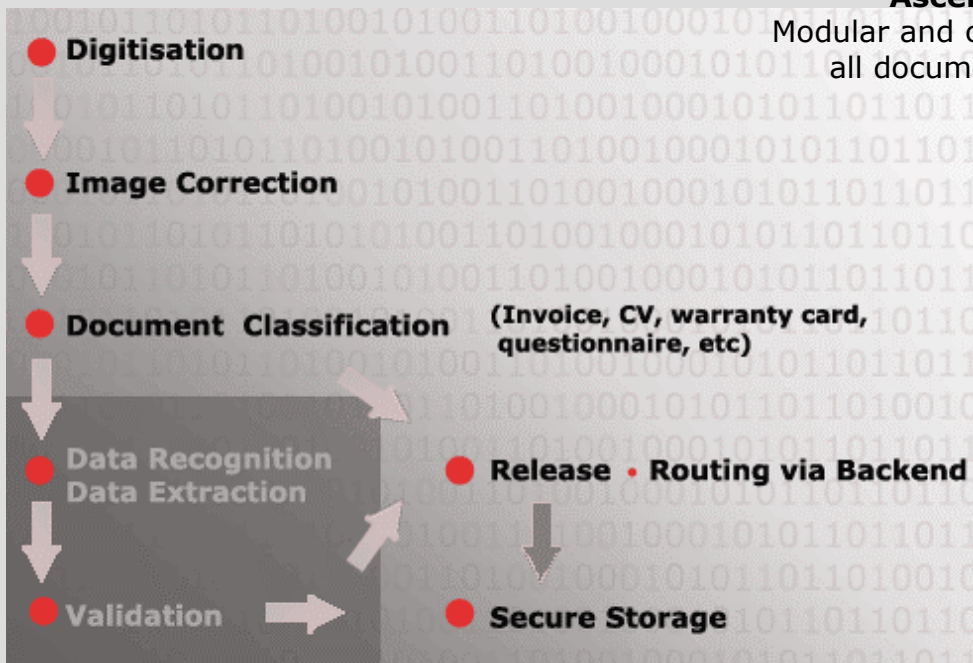 Modular and
all
Digitisation
Image Correction
Document Classification
(Invoice, CV, warranty card,
questionnaire, etc)
Data Recognition
Data Extraction
Release • Routing via Backend
Validation
Secure Storage